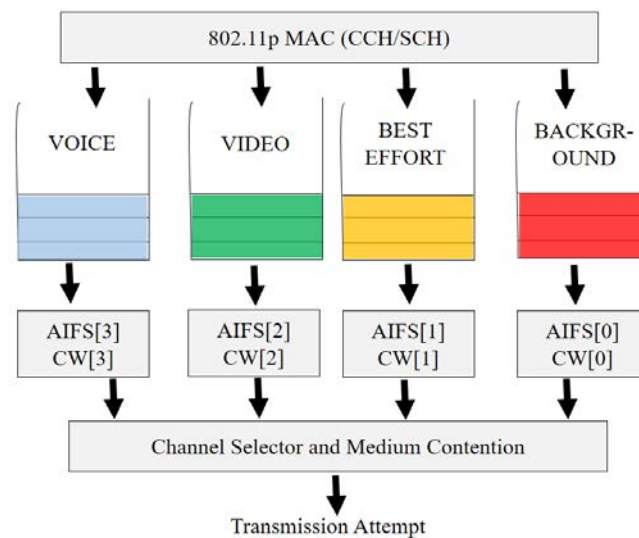 802.11p MAC (CCH/SCH)
VOICE
VIDEO
BEST
EFFORT
BACKGR-
OUND
AIFS[3]
CW[3]
AIFS[2]
CW[2]
AIFS[1]
CW[1]
AIFS[0]
CW[0]
Channel Selector and Medium Contention
Transmission Attempt